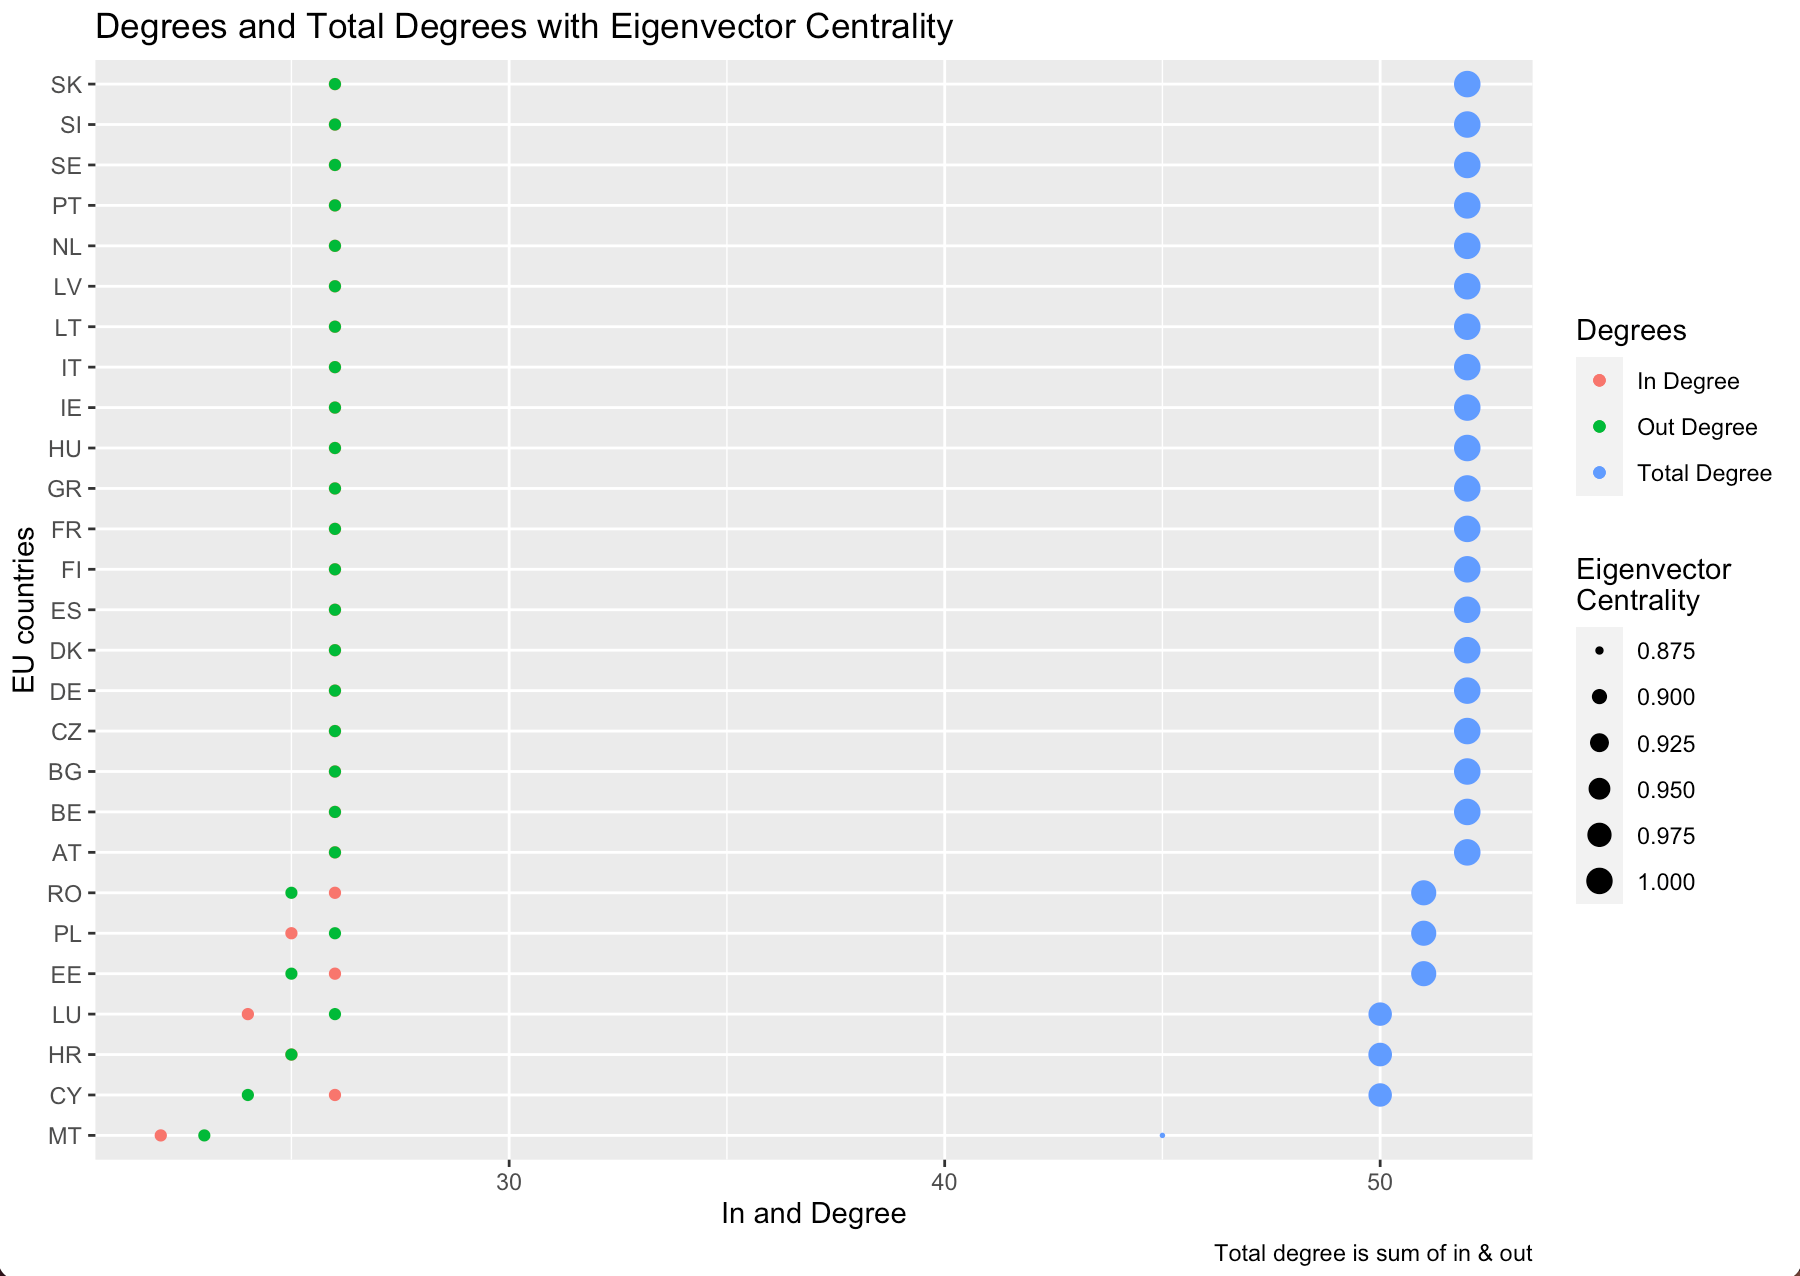 Degrees and Total Degrees with Eigenvector Centrality
SK
SI
SE
PT
NL
LV
LT
IT
IE
HU
GR
FR
FI
ES
DK
DE
CZ
BG
BE
AT
RO
PL
EE
LU
HR
CY
MT
EU countries
30
40
50
In and Degree
Total degree is sum of in & out
Degrees
In Degree
Out Degree
Total Degree
Eigenvector
Centrality
0.875
0.900
0.925
0.950
0.975
1.000